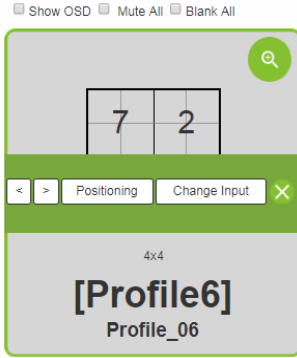 Show OSD Mute All Blank All
7 2
< > Positioning Change Input
4x4
[Profile6]
Profile_06